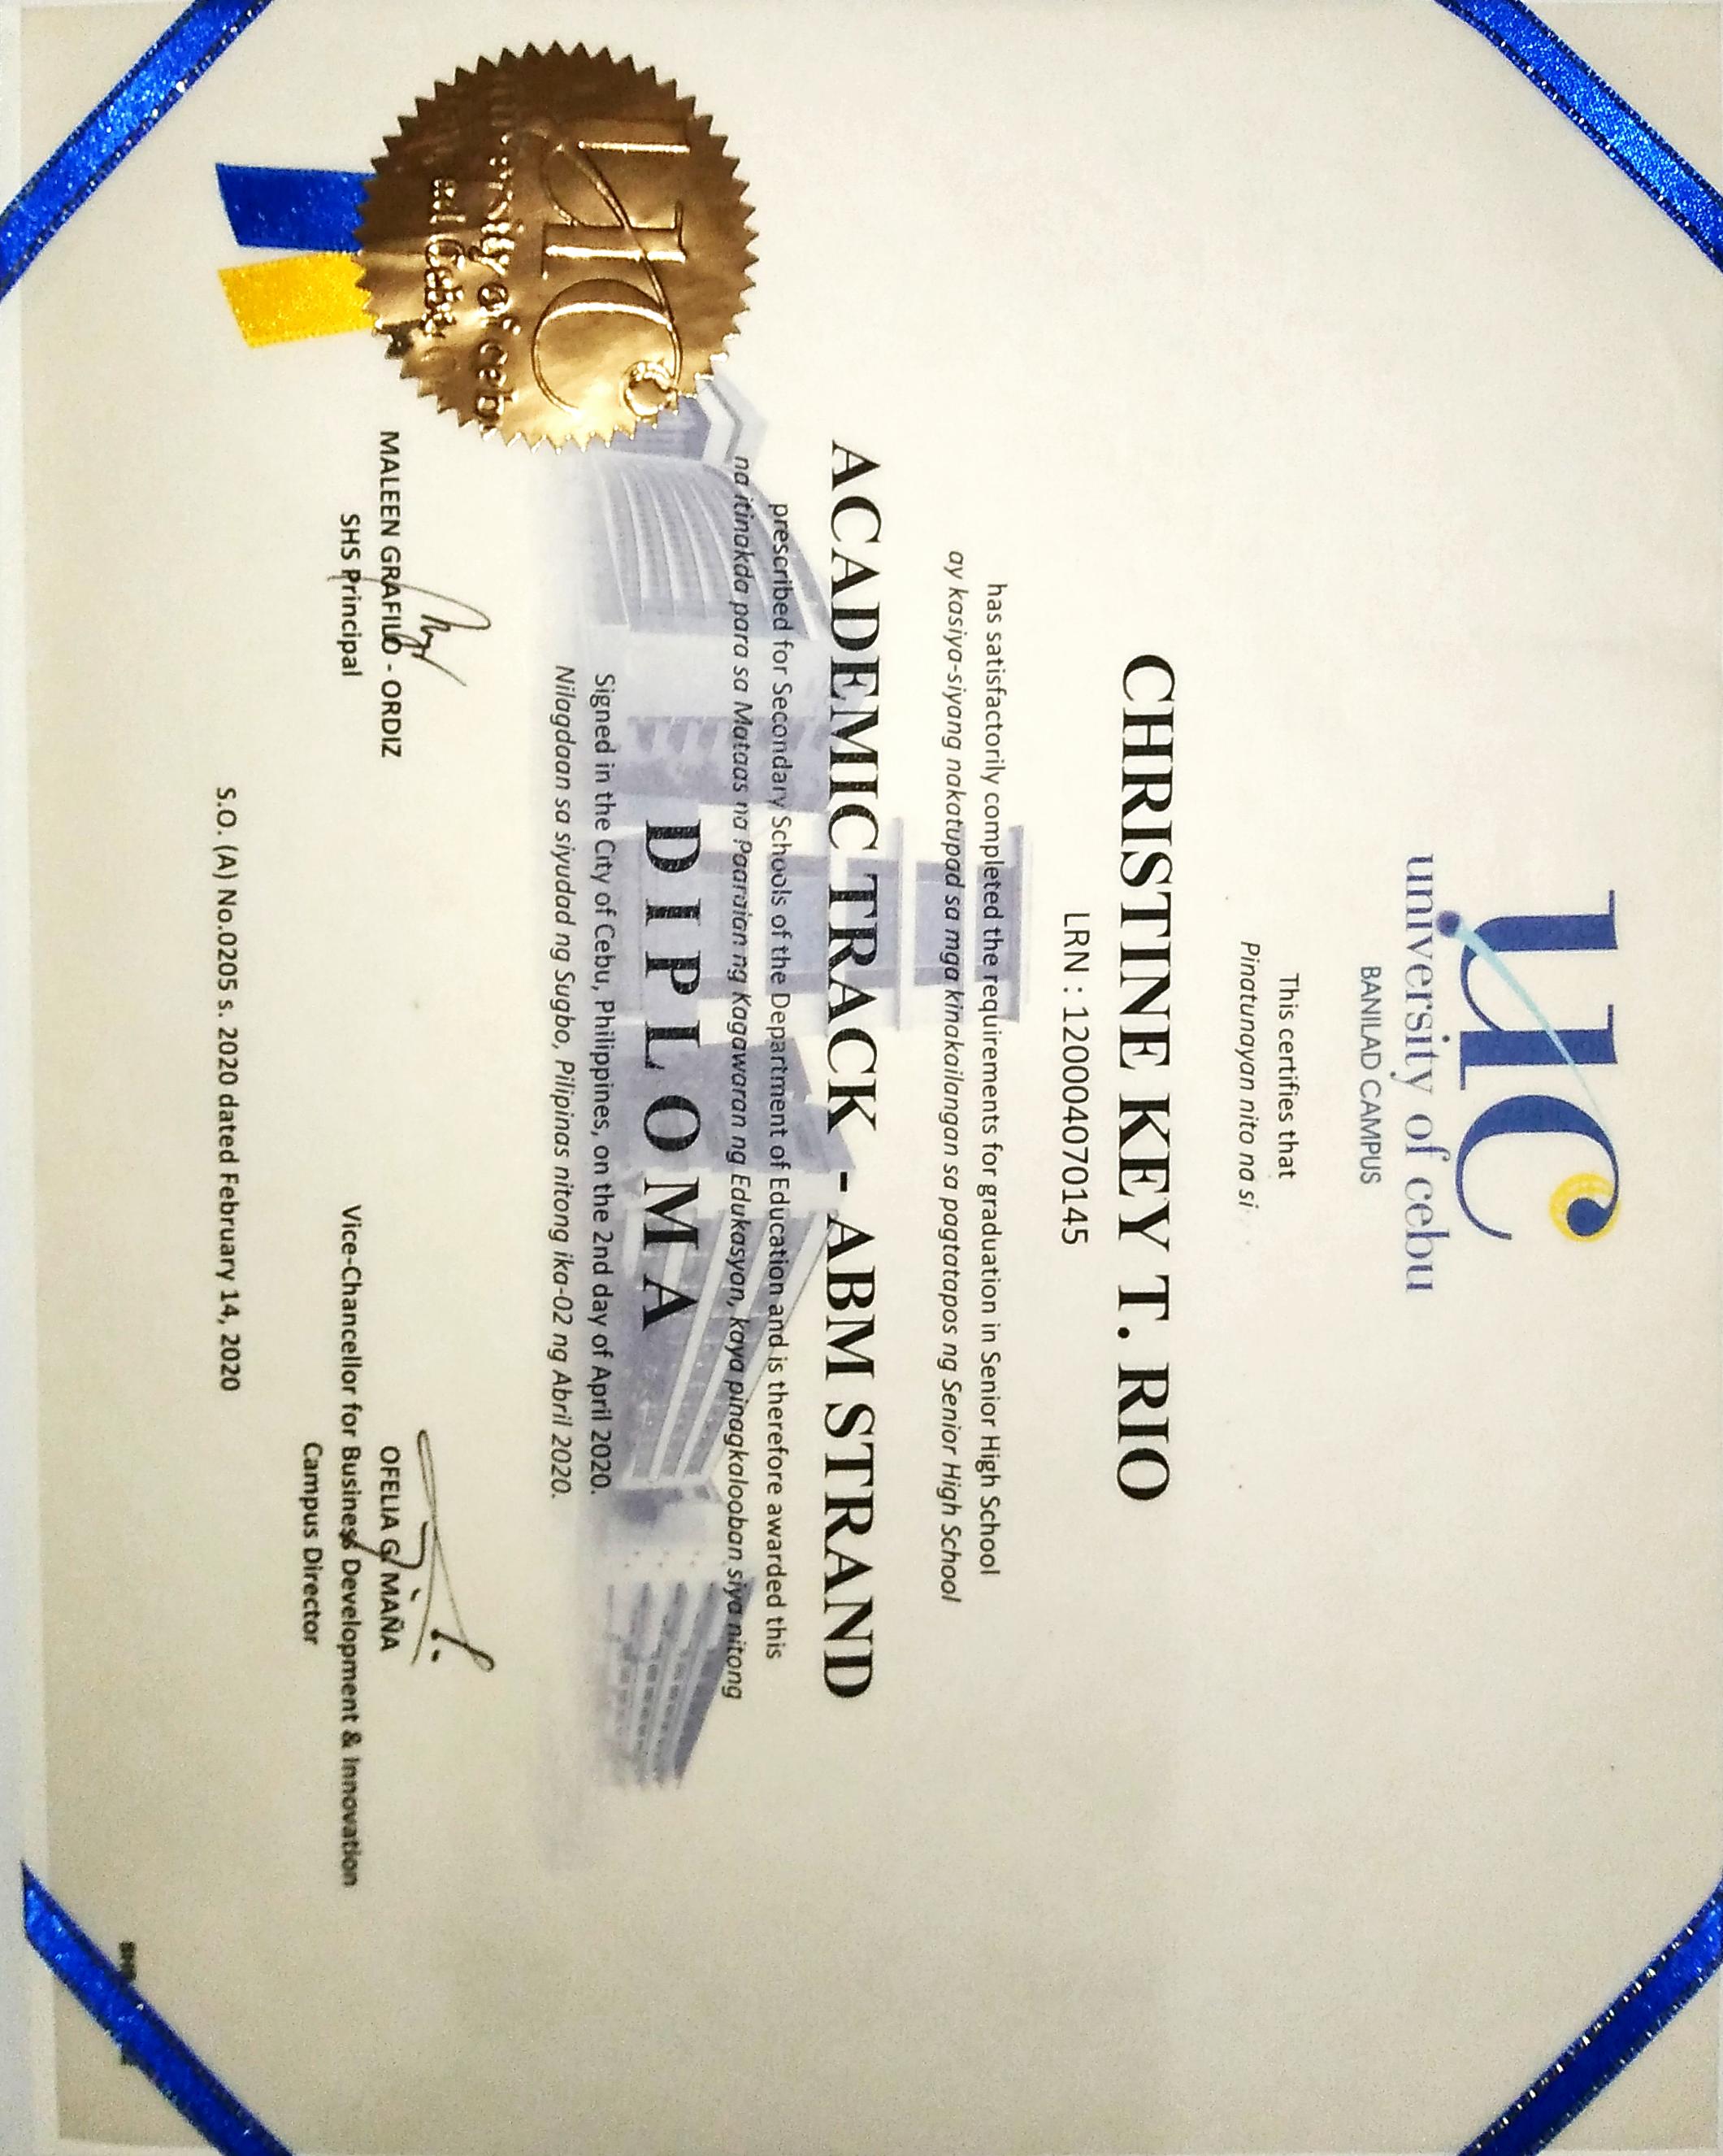 UC
university of cebu
BANILAD CAMPUS
This certifies that
Pinatunayan nito na si
CHRISTINE KEY T. RIO
LRN : 120004070145
has satisfactorily completed the requirements for graduation in Senior High School
ay kasiya-siyang nakatupad sa mga kinakailangan sa pagtatapos ng Senior High School
ACADEMIC TRACK - ABM STRAND
prescribed for Secondary Schools of the Department of Education and is therefore awarded this
na itinakda para sa Mataas na Paaralan ng Kagawaran ng Edukasyon, kaya pinagkalooban siya nitong
DIPLOMA
Signed in the City of Cebu, Philippines, on the 2nd day of April 2020.
Nilagdaan sa siyudad ng Sugbo, Pilipinas nitong ika-02 ng Abril 2020.
UC
of cebu
MALEEN GRAFILO - ORDIZ
SHS Principal
OFELIA G. MAÑA
Vice-Chancellor for Business Development & Innovation
Campus Director
S.O. (A) No.0205 s. 2020 dated February 14, 2020